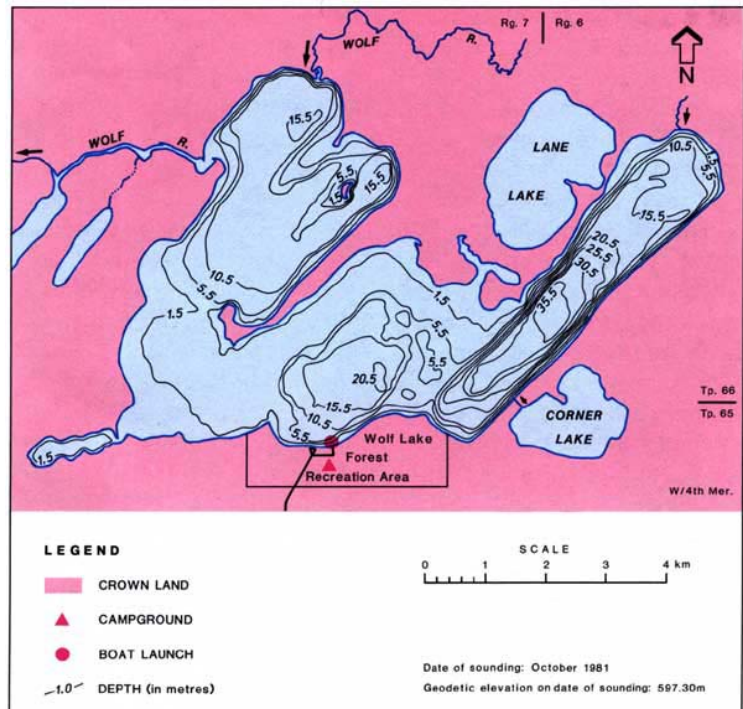 Rg. 7 | Rg. 6
WOLF R.
N
15.5
WOLF R.
5.5
1.5
15.5
LANE
LAKE
10.5
1.5
5.5
15.5
20.5
25.5
30.5
35.5
10.5
5.5
1.5
1.5
5.5
5.5
20.5
15.5
10.5
5.5
1.5
Tp. 66
Tp. 65
CORNER
LAKE
Wolf Lake
Forest
Recreation Area
W/4th Mer.
LEGEND
CROWN LAND
CAMPGROUND
BOAT LAUNCH
1.0 DEPTH (in metres)
SCALE
0 1 2 3 4 km
Date of sounding: October 1981
Geodetic elevation on date of sounding: 597.30m